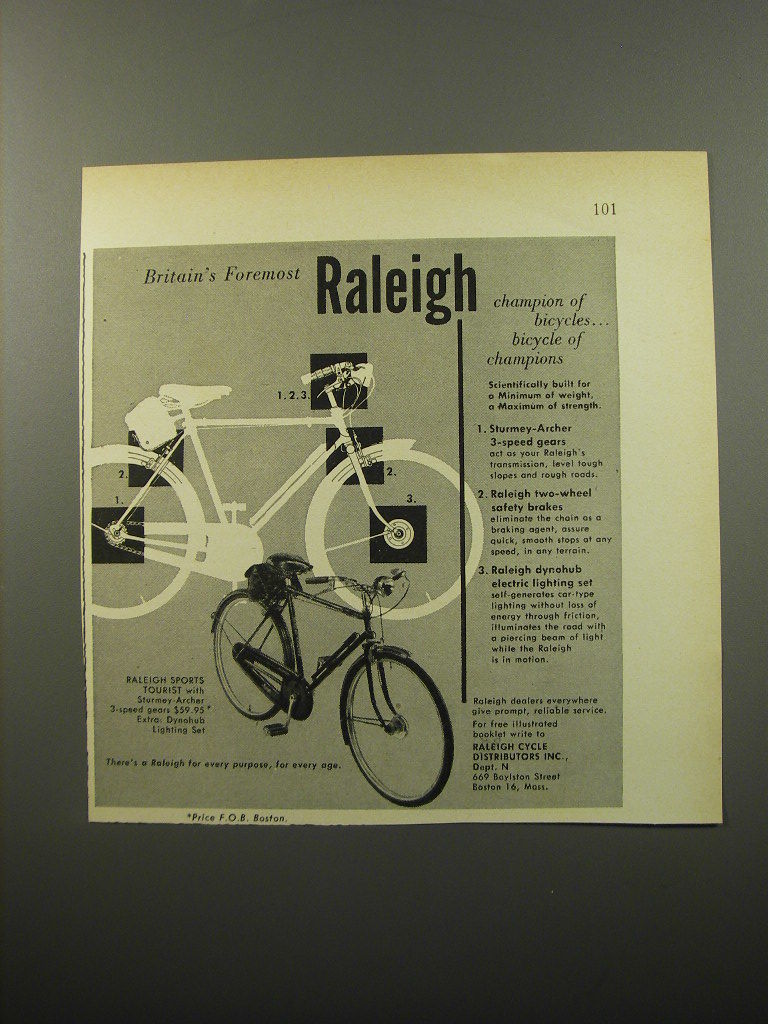 101
Britain's Foremost
Raleigh
champion of
bicycles...
bicycle of
champions
Scientifically built for
a Minimum of weight,
a Maximum of strength.
1. Sturmey-Archer
3-speed gears
act as your Raleigh's
transmission, level tough
slopes and rough roads.
2. Raleigh two-wheel
safety brakes
eliminate the chain as a
braking agent, assure
quick, smooth stops at any
speed, in any terrain.
3. Raleigh dynohub
electric lighting set
self-generates car-type
lighting without loss of
energy through friction,
illuminates the road with
a piercing beam of light
while the Raleigh
is in motion.
1. 2. 3.
2.
2.
1.
3.
RALEIGH SPORTS
TOURIST with
Sturmey-Archer
3-speed gears $59.95*
Extra: Dynohub
Lighting Set
There's a Raleigh for every purpose, for every age.
Raleigh dealers everywhere
give prompt, reliable service.
For free illustrated
booklet write to
RALEIGH CYCLE
DISTRIBUTORS INC.,
Dept. N
669 Boylston Street
Boston 16, Mass.
*Price F.O.B. Boston.